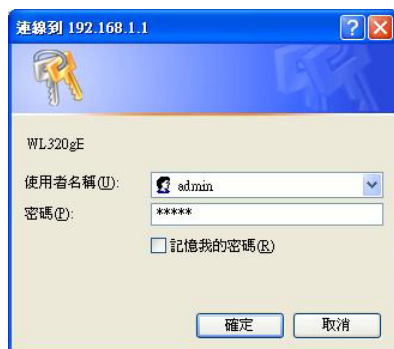 連線到 192.168.1.1
WL320gE
使用者名稱(U):
admin
密碼(P):
*****
記憶我的密碼(R)
確定
取消